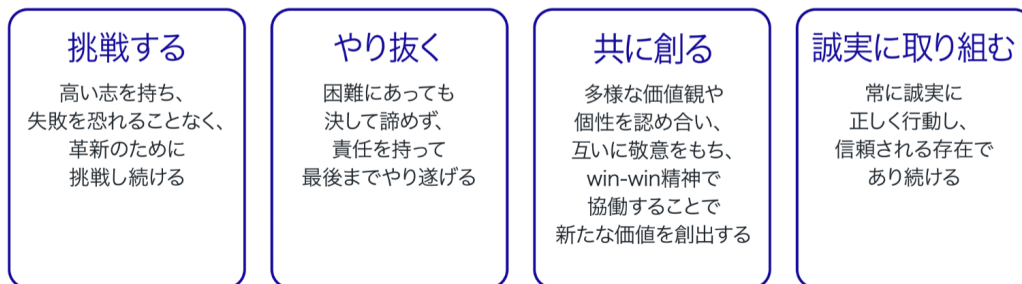 挑戦する
高い志を持ち、
失敗を恐れることなく、
革新のために
挑戦し続ける
やり抜く
困難にあっても
決して諦めず、
責任を持って
最後までやり遂げる
共に創る
多様な価値観や
個性を認め合い、
互いに敬意をもち、
win-win精神で
協働することで
新たな価値を創出する
誠実に取り組む
常に誠実に
正しく行動し、
信頼される存在で
あり続ける